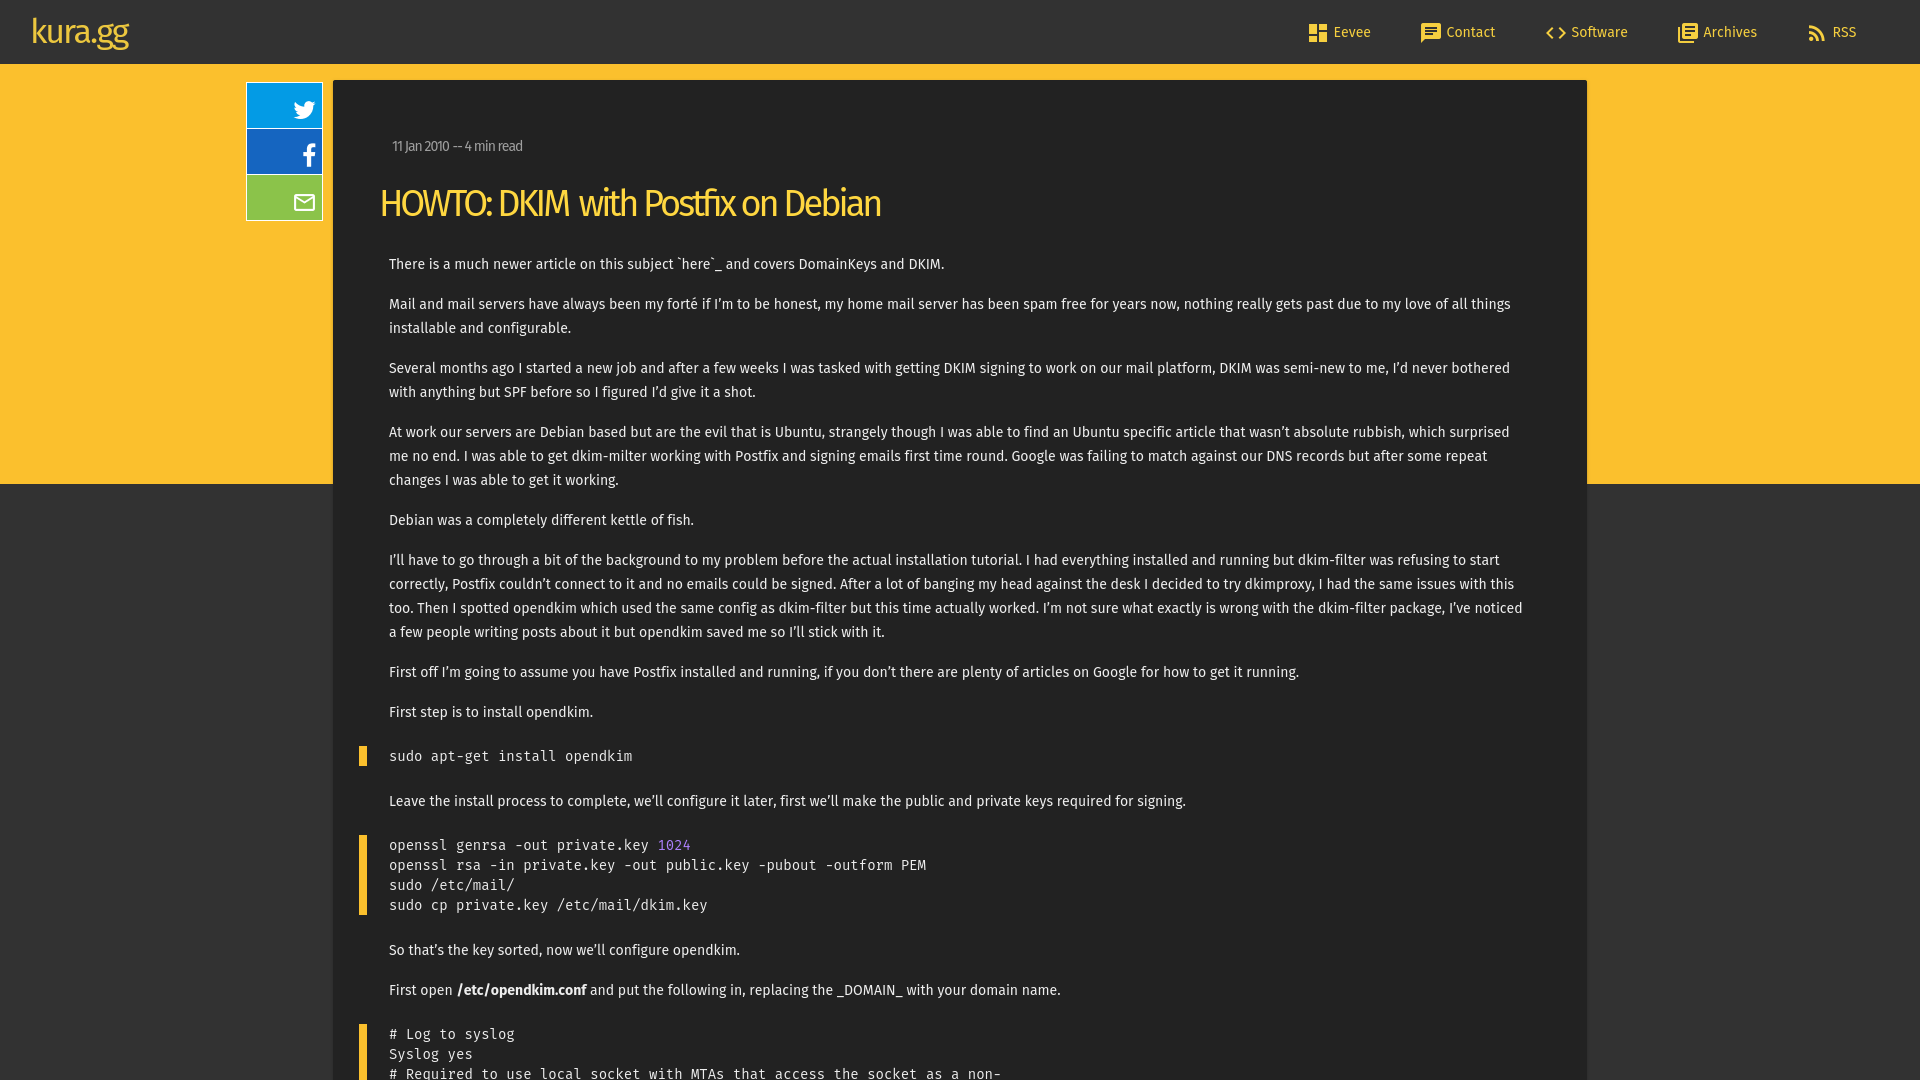 kura.gg
Eevee
Contact
Software
Archives
RSS
11 Jan 2010 -- 4 min read
HOWTO: DKIM with Postfix on Debian
There is a much newer article on this subject `here`_ and covers DomainKeys and DKIM.
Mail and mail servers have always been my forté if I’m to be honest, my home mail server has been spam free for years now, nothing really gets past due to my love of all things
installable and configurable.
Several months ago I started a new job and after a few weeks I was tasked with getting DKIM signing to work on our mail platform, DKIM was semi-new to me, I’d never bothered
with anything but SPF before so I figured I’d give it a shot.
At work our servers are Debian based but are the evil that is Ubuntu, strangely though I was able to find an Ubuntu specific article that wasn’t absolute rubbish, which surprised
me no end. I was able to get dkim-milter working with Postfix and signing emails first time round. Google was failing to match against our DNS records but after some repeat
changes I was able to get it working.
Debian was a completely different kettle of fish.
I’ll have to go through a bit of the background to my problem before the actual installation tutorial. I had everything installed and running but dkim-filter was refusing to start
correctly, Postfix couldn’t connect to it and no emails could be signed. After a lot of banging my head against the desk I decided to try dkimproxy, I had the same issues with this
too. Then I spotted opendkim which used the same config as dkim-filter but this time actually worked. I’m not sure what exactly is wrong with the dkim-filter package, I’ve noticed
a few people writing posts about it but opendkim saved me so I’ll stick with it.
First off I’m going to assume you have Postfix installed and running, if you don’t there are plenty of articles on Google for how to get it running.
First step is to install opendkim.
sudo apt-get install opendkim
Leave the install process to complete, we’ll configure it later, first we’ll make the public and private keys required for signing.
openssl genrsa -out private.key 1024
openssl rsa -in private.key -out public.key -pubout -outform PEM
sudo /etc/mail/
sudo cp private.key /etc/mail/dkim.key
So that’s the key sorted, now we’ll configure opendkim.
First open /etc/opendkim.conf and put the following in, replacing the _DOMAIN_ with your domain name.
# Log to syslog
Syslog yes
# Required to use local socket with MTAs that access the socket as a non-